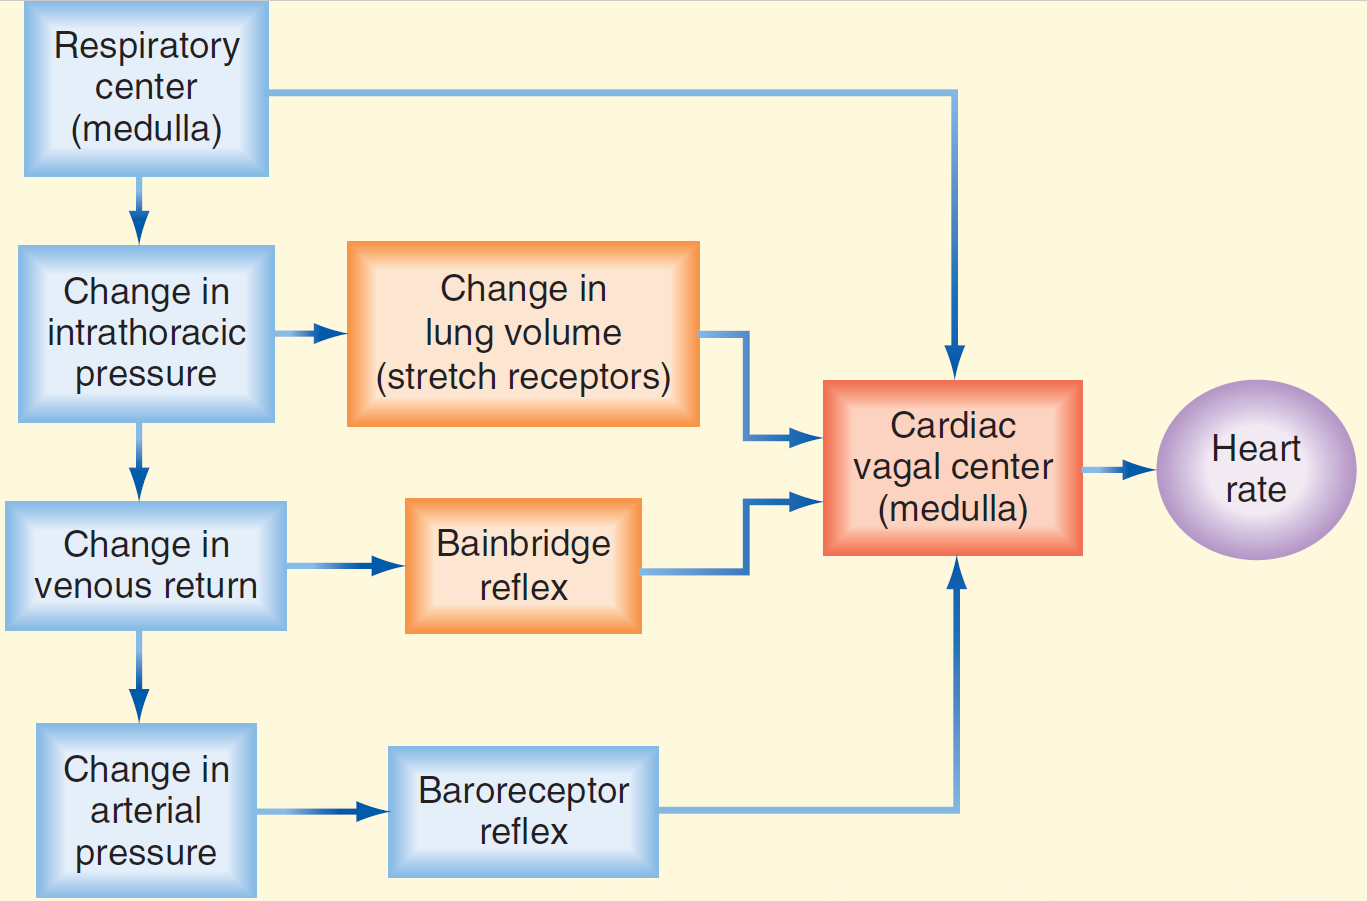 Respiratory
center
(medulla)
Change in
intrathoracic
pressure
Change in
lung volume
(stretch receptors)
Cardiac
vagal center
(medulla)
Heart
rate
Change in
venous return
Bainbridge
reflex
Change in
arterial
pressure
Baroreceptor
reflex